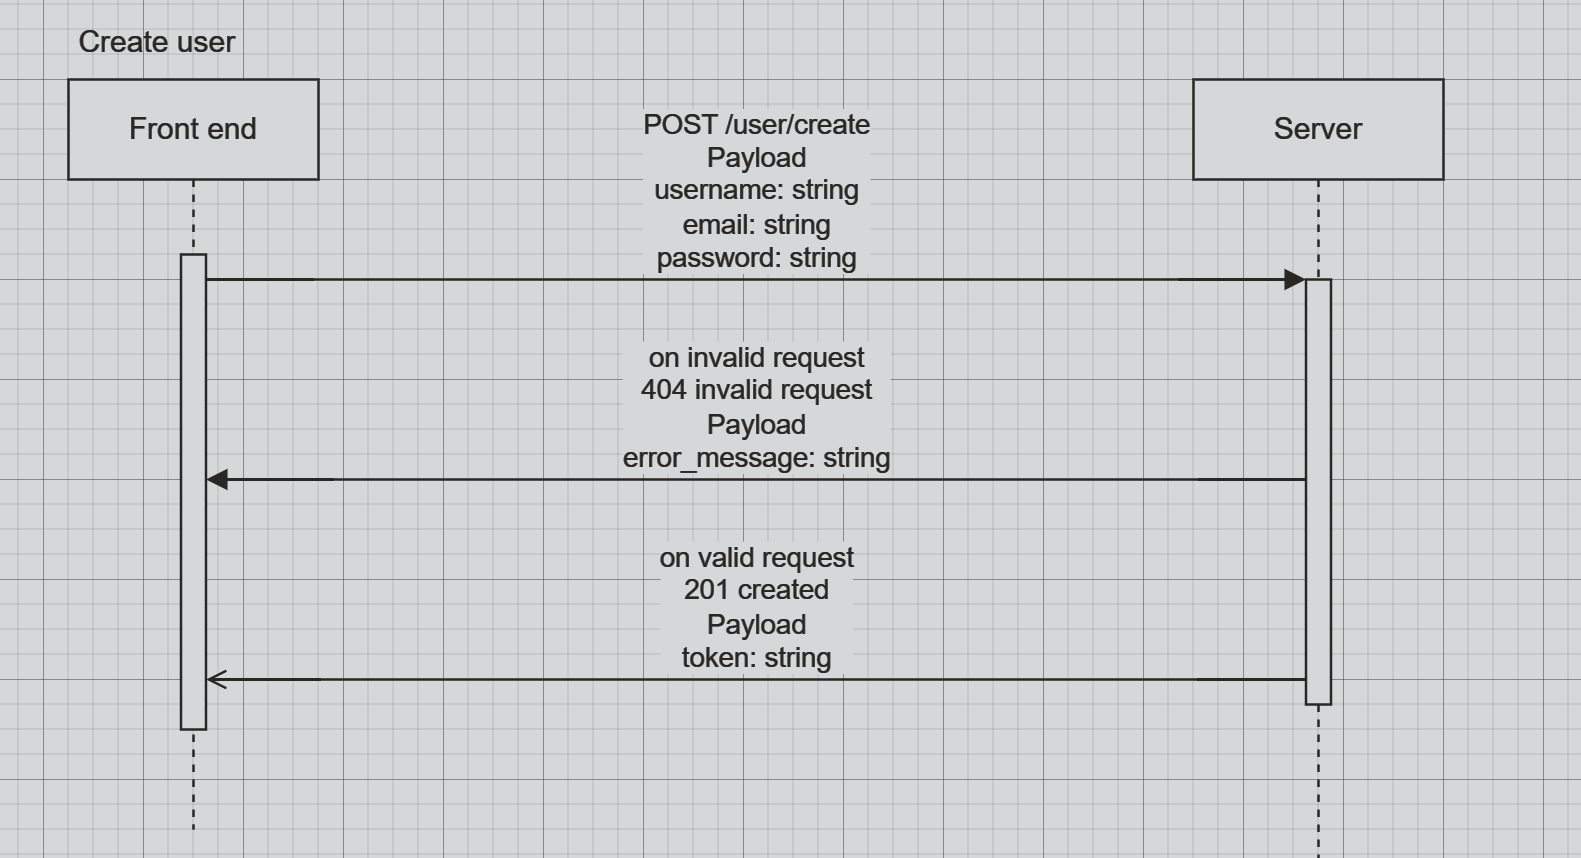 Create user
Front end
Server
POST /user/create
Payload
username: string
email: string
password: string
on invalid request
404 invalid request
Payload
error_message: string
on valid request
201 created
Payload
token: string